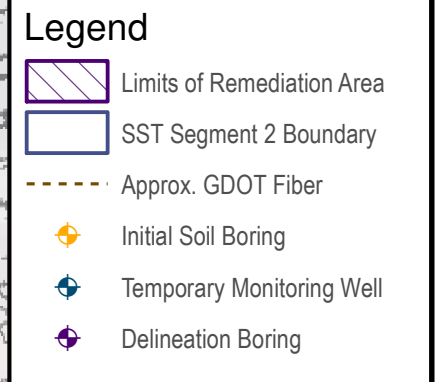 Legend
Limits of Remediation Area
SST Segment 2 Boundary
Approx. GDOT Fiber
Initial Soil Boring
Temporary Monitoring Well
Delineation Boring